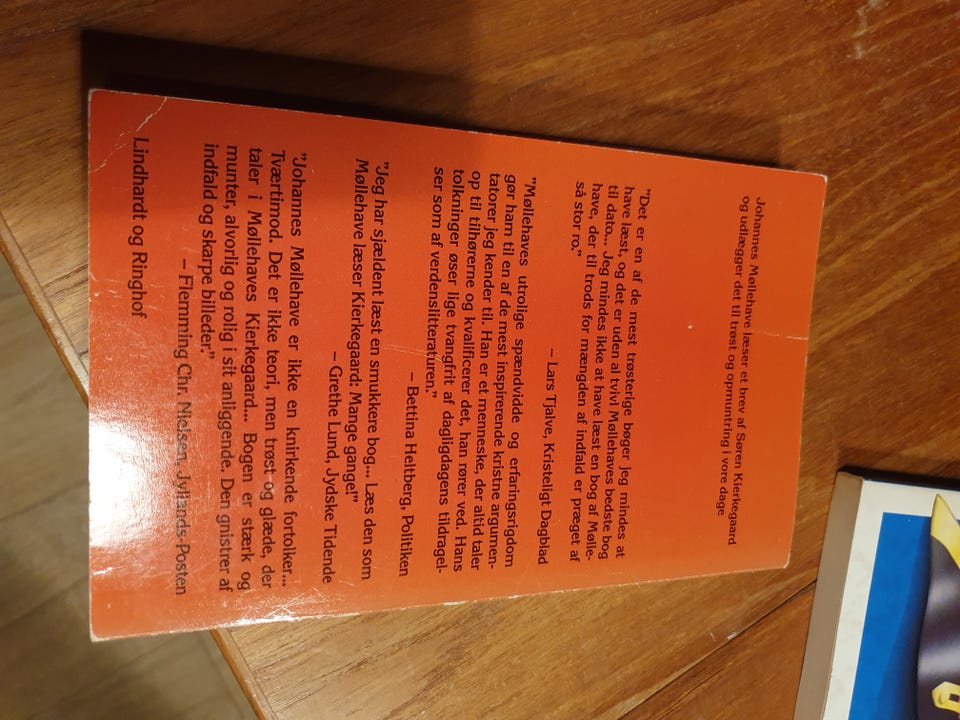 Johannes Møllehave læser et brev af Søren Kierkegaard
og udlægger det til trøst og opmuntring i vore dage
"Det er en af de mest trøsterige bøger jeg mindes at
have læst, og det er uden al tvivl Møllehaves bedste bog
til dato... Jeg mindes ikke at have læst en bog af Mølle-
have, der til trods for mængden af indfald er præget af
så stor ro."
– Lars Tjalve, Kristeligt Dagblad
"Møllehaves utrolige spændvidde og erfaringsrigdom
gør ham til en af de mest inspirerende kristne argumen-
tatorer jeg kender til. Han er et menneske, der altid taler
op til tilhørerne og kvalificerer det, han rører ved. Hans
tolkninger øser lige tvangfrit af dagligdagens tildragel-
ser som af verdenslitteraturen."
– Bettina Heltberg, Politiken
"Jeg har sjældent læst en smukkere bog... Læs den som
Møllehave læser Kierkegaard: Mange gange!"
– Grethe Lund, Jydske Tidende
"Johannes Møllehave er ikke en knirkende fortolker...
Tværtimod. Det er ikke teori, men trøst og glæde, der
taler i Møllehaves Kierkegaard... Bogen er stærk og
munter, alvorlig og rolig i sit anliggende. Den gnistrer af
indfald og skarpe billeder."
– Flemming Chr. Nielsen, Jyllands-Posten
Lindhardt og Ringhof